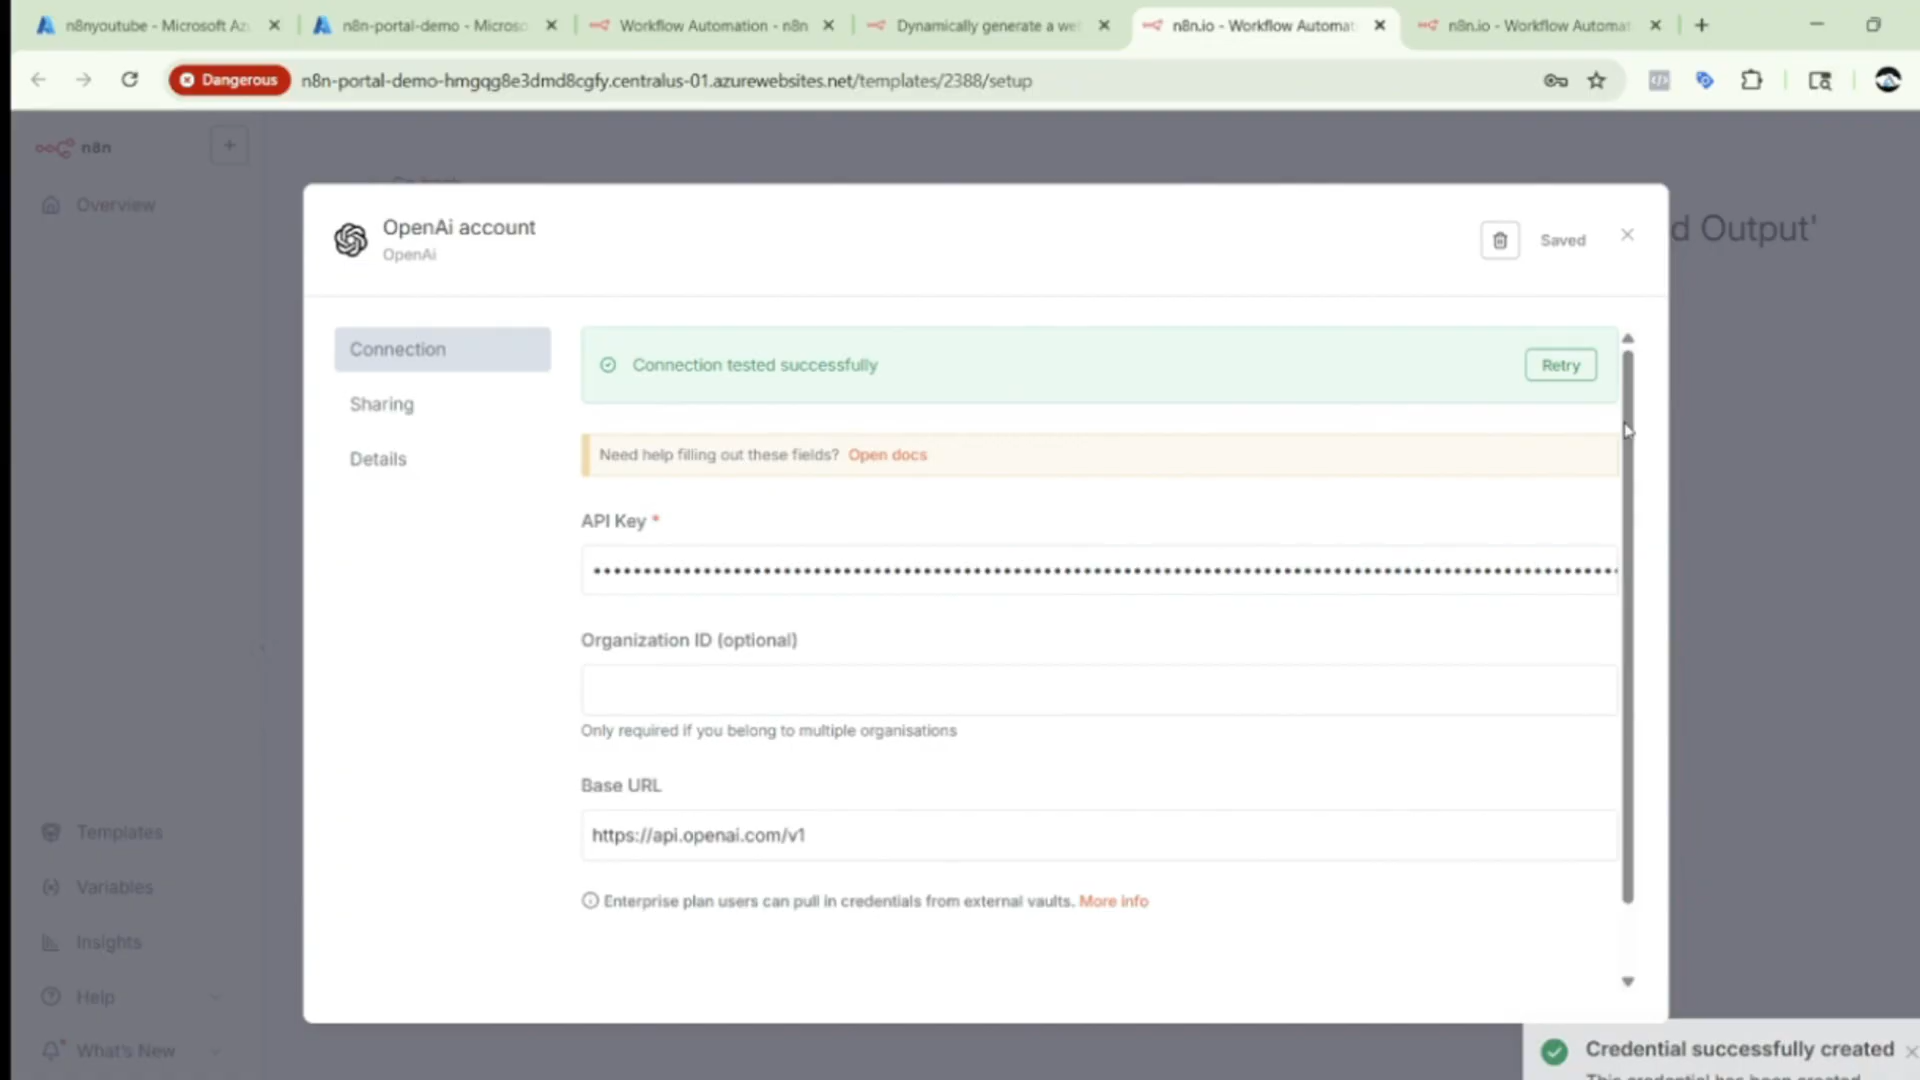 n8nyoutube - Microsoft Az
n8n-portal-demo - Microso
Workflow Automation - n8n
Dynamically generate a we
n8n.io - Workflow Automat
n8n.io - Workflow Automat
Dangerous
n8n-portal-demo-hmgqg8e3dmd8cgfy.centralus-01.azurewebsites.net/templates/2388/setup
n8n
Overview
d Output'
OpenAi account
OpenAi
Saved
Connection
Sharing
Details
Connection tested successfully
Retry
Need help filling out these fields? Open docs
API Key *
Organization ID (optional)
Only required if you belong to multiple organisations
Base URL
https://api.openai.com/v1
Enterprise plan users can pull in credentials from external vaults. More info
Templates
Variables
Insights
Help
What's New
Credential successfully created